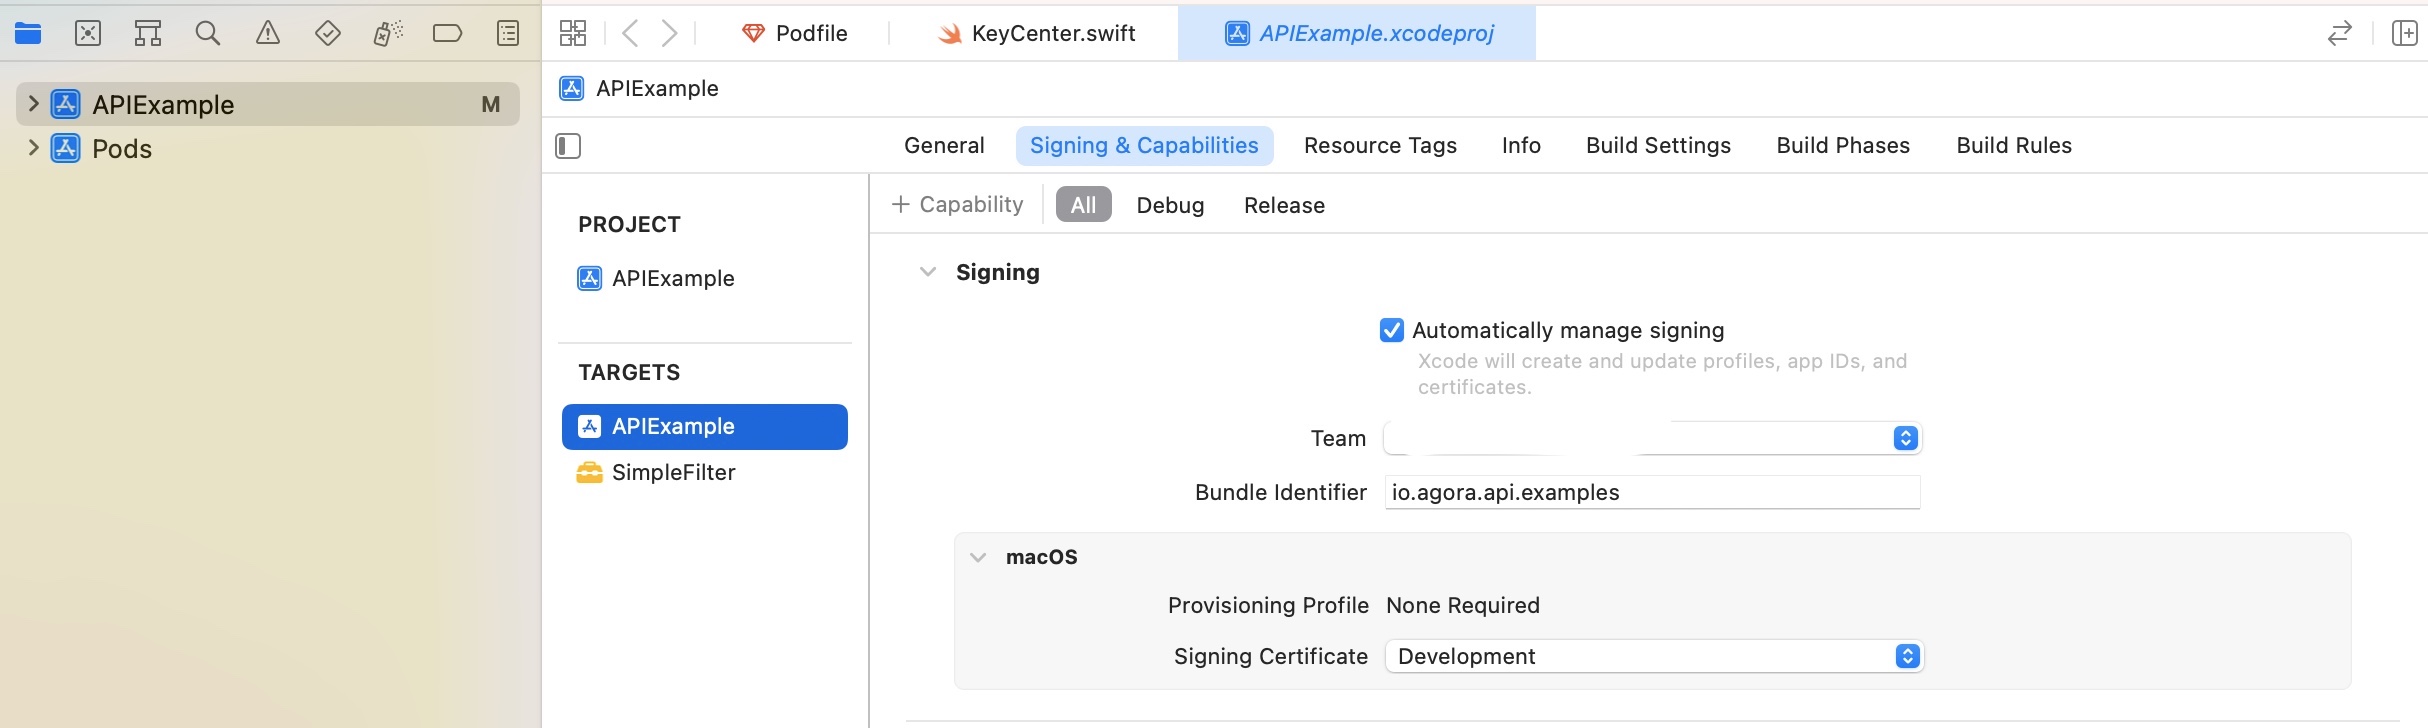 Podfile
KeyCenter.swift
APIExample.xcodeproj
APIExample M
Pods
APIExample
General Signing & Capabilities Resource Tags Info Build Settings Build Phases Build Rules
+ Capability All Debug Release
PROJECT
APIExample
TARGETS
APIExample
SimpleFilter
Signing
Automatically manage signing
Xcode will create and update profiles, app IDs, and
certificates.
Team
Bundle Identifier io.agora.api.examples
macOS
Provisioning Profile None Required
Signing Certificate Development